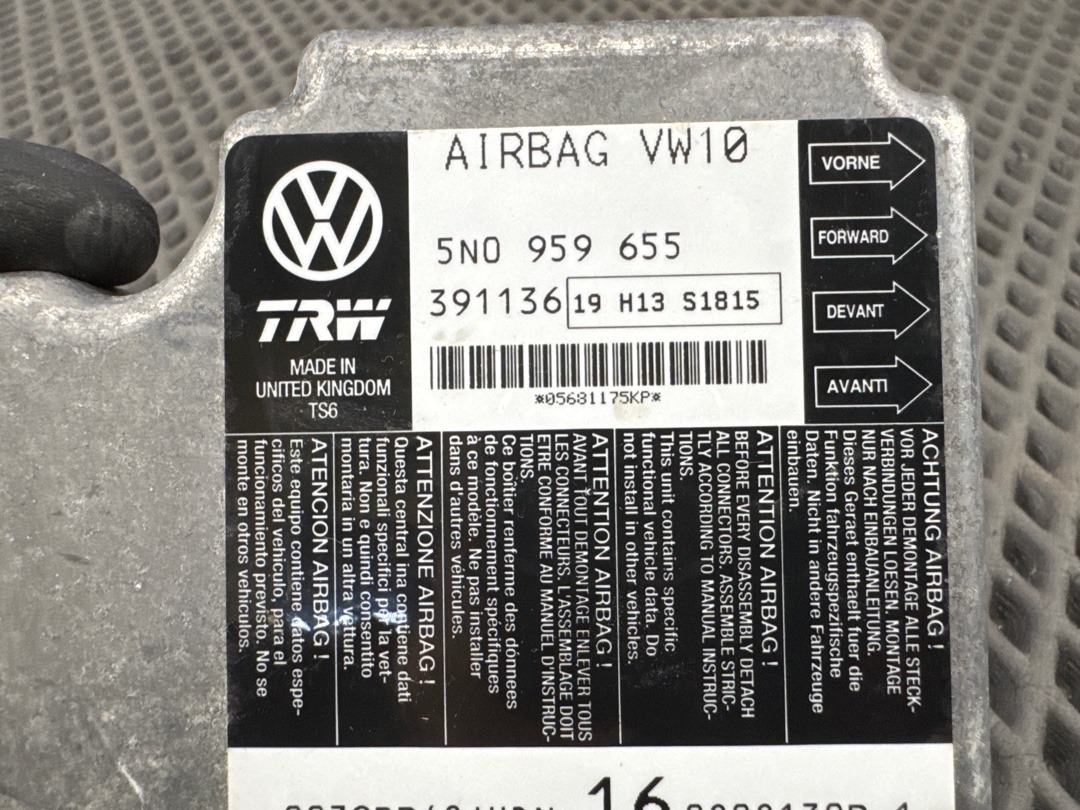 AIRBAG VW10
5N0 959 655
391136 19 H13 S1815
*05681175KP*
TRW
MADE IN
UNITED KINGDOM
TS6
VORNE
FORWARD
DEVANT
AVANTI
ACHTUNG AIRBAG!
VOR JEDER DEMONTAGE ALLE STECK-
VERBINDUNGEN LOESEN. MONTAGE
NUR NACH EINBAUANLEITUNG.
Dieses Geraet enthaelt fuer die
Funktion fahrzeugspezifische
Daten. Nicht in andere Fahrzeuge
einbauen.
ATTENTION AIRBAG!
BEFORE EVERY DISASSEMBLY DETACH
ALL CONNECTORS. ASSEMBLE STRIC-
TLY ACCORDING TO MANUAL INSTRUC-
TIONS.
This unit contains specific
functional vehicle data. Do
not install in other vehicles.
ATTENTION AIRBAG!
AVANT TOUT DEMONTAGE ENLEVER TOUS
LES CONNECTEURS. L'ASSEMBLAGE DOIT
ETRE CONFORME AU MANUEL D'INSTRUC-
TIONS.
Ce boîtier renferme des données
de fonctionnement spécifiques
à ce modèle. Ne pas installer
dans d'autres véhicules.
ATTENZIONE AIRBAG!
Questa central ina contiene dati
funzionali specifici per la vet-
tura. Non e quindi consentito
montaria in un altra vettura.
ATENCION AIRBAG!
Este equipo contiene datos espe-
cíficos del vehículo, para el
funcionamiento previsto. No se
monte en otros vehículos.
16